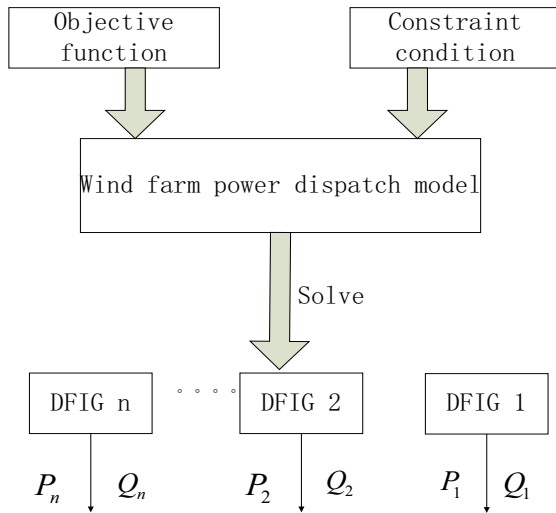 Objective
function
Constraint
condition
Wind farm power dispatch model
Solve
DFIG n
。。。。
DFIG 2
DFIG 1
Pn
Qn
P2
Q2
P1
Q1